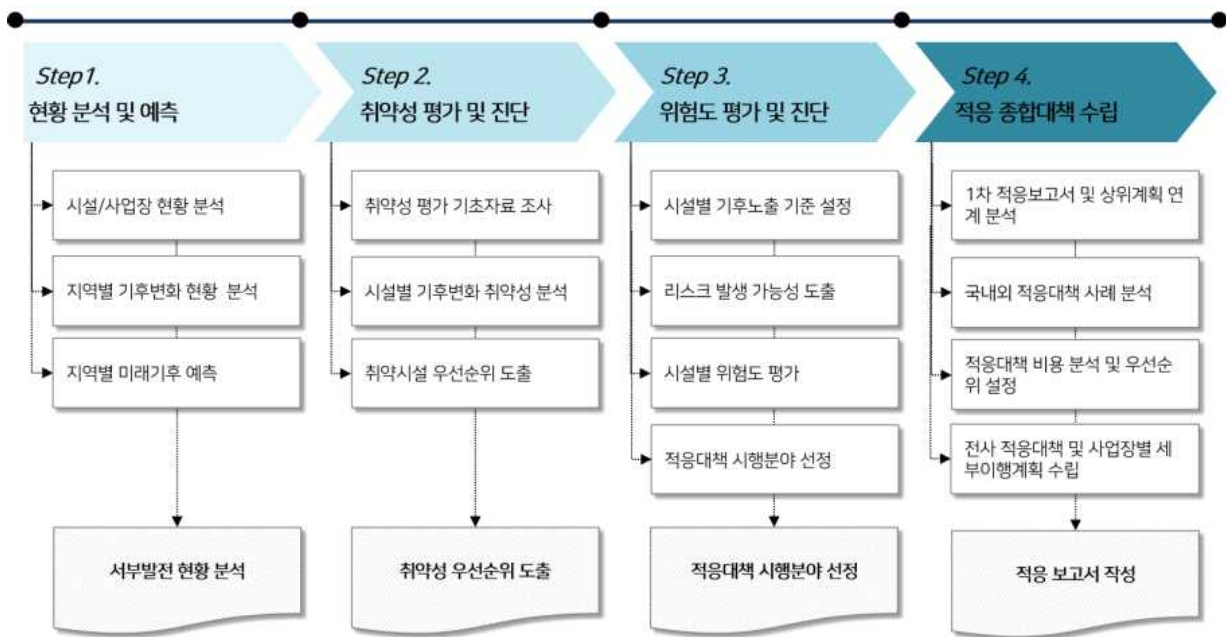 Step1.
현황 분석 및 예측
시설/사업장 현황 분석
지역별 기후변화 현황 분석
지역별 미래기후 예측
서부발전 현황 분석
Step 2.
취약성 평가 및 진단
취약성 평가 기초자료 조사
시설별 기후변화 취약성 분석
취약시설 우선순위 도출
취약성 우선순위 도출
Step 3.
위험도 평가 및 진단
시설별 기후노출 기준 설정
리스크 발생 가능성 도출
시설별 위험도 평가
적응대책 시행분야 선정
적응대책 시행분야 선정
Step 4.
적응 종합대책 수립
1차 적응보고서 및 상위계획 연
계 분석
국내외 적응대책 사례 분석
적응대책 비용 분석 및 우선순
위 설정
전사 적응대책 및 사업장별 세
부이행계획 수립
적응 보고서 작성